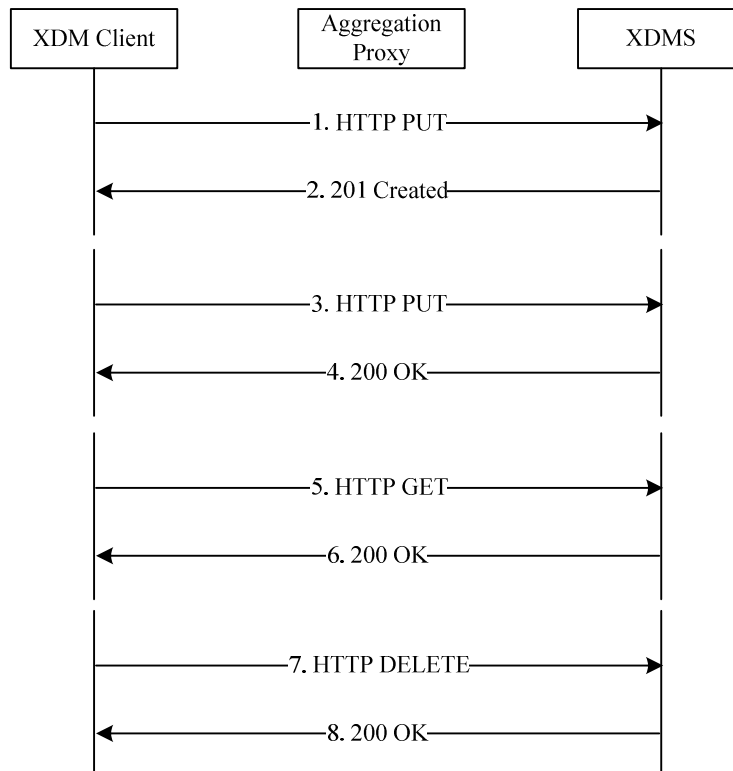 XDM Client
Aggregation
Proxy
XDMS
1. HTTP PUT
2. 201 Created
3. HTTP PUT
4. 200 OK
5. HTTP GET
6. 200 OK
7. HTTP DELETE
8. 200 OK